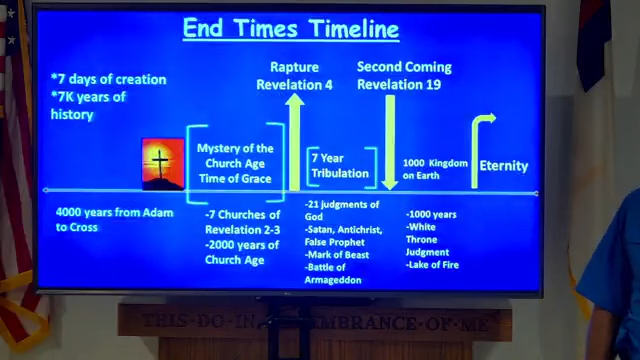 End Times Timeline
*7 days of creation
*7K years of
history
Rapture
Revelation 4
Second Coming
Revelation 19
Mystery of the
Church Age
Time of Grace
7 Year
Tribulation
1000 Kingdom
on Earth
Eternity
4000 years from Adam
to Cross
-7 Churches of
Revelation 2-3
-2000 years of
Church Age
-21 judgments of
God
-Satan, Antichrist,
False Prophet
-Mark of Beast
-Battle of
Armageddon
-1000 years
-White
Throne
Judgment
-Lake of Fire
THIS·DO·IN EMBRANCE·OF·ME